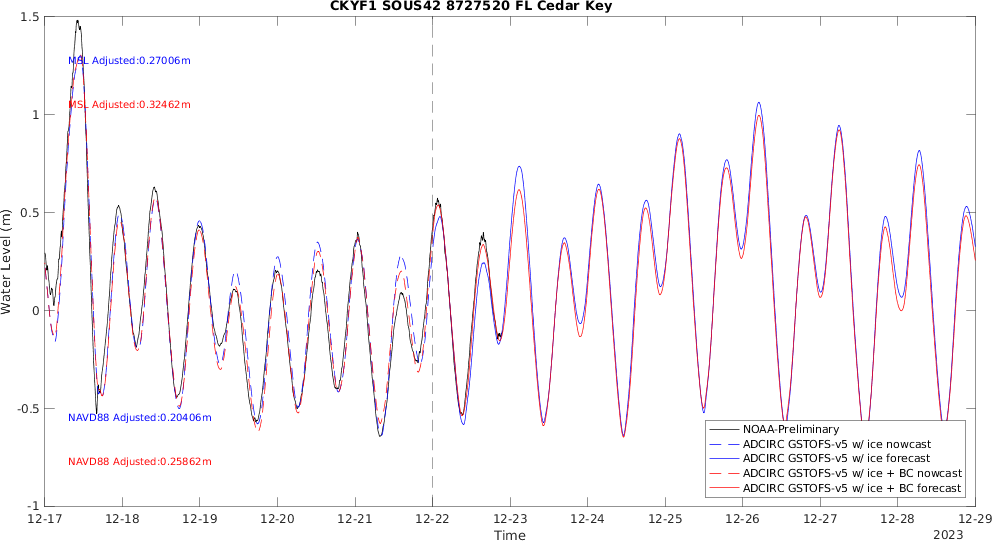 CKYF1 SOUS42 8727520 FL Cedar Key
1.5
1
0.5
0
-0.5
-1
Water Level (m)
MSL Adjusted:0.27006m
MSL Adjusted:0.32462m
NAVD88 Adjusted:0.20406m
NAVD88 Adjusted:0.25862m
NOAA-Preliminary
ADCIRC GSTOFS-v5 w/ ice nowcast
ADCIRC GSTOFS-v5 w/ ice forecast
ADCIRC GSTOFS-v5 w/ ice + BC nowcast
ADCIRC GSTOFS-v5 w/ ice + BC forecast
12-17 12-18 12-19 12-20 12-21 12-22 12-23 12-24 12-25 12-26 12-27 12-28 12-29
Time
2023